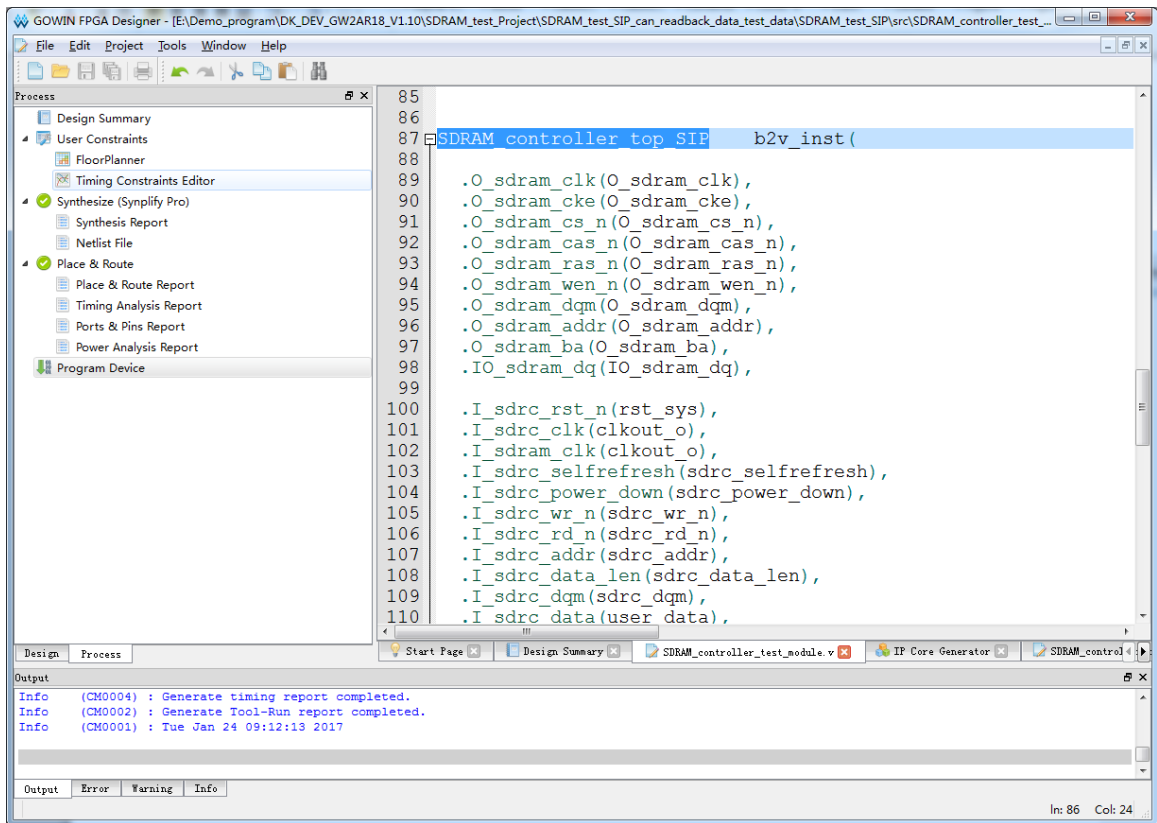 GOWIN FPGA Designer - [E:\Demo_program\DK_DEV_GW2AR18_V1.10\SDRAM_test_Project\SDRAM_test_SIP_can_readback_data_test_data\SDRAM_test_SIP\src\SDRAM_controller_test_...
File Edit Project Tools Window Help
Process
Design Summary
User Constraints
FloorPlanner
Timing Constraints Editor
Synthesize (Synplify Pro)
Synthesis Report
Netlist File
Place & Route
Place & Route Report
Timing Analysis Report
Ports & Pins Report
Power Analysis Report
Program Device
Design Process
85
86
87 SDRAM_controller_top_SIP b2v_inst(
88
89 .O_sdram_clk(O_sdram_clk),
90 .O_sdram_cke(O_sdram_cke),
91 .O_sdram_cs_n(O_sdram_cs_n),
92 .O_sdram_cas_n(O_sdram_cas_n),
93 .O_sdram_ras_n(O_sdram_ras_n),
94 .O_sdram_wen_n(O_sdram_wen_n),
95 .O_sdram_dqm(O_sdram_dqm),
96 .O_sdram_addr(O_sdram_addr),
97 .O_sdram_ba(O_sdram_ba),
98 .IO_sdram_dq(IO_sdram_dq),
99
100 .I_sdrc_rst_n(rst_sys),
101 .I_sdrc_clk(clkout_o),
102 .I_sdram_clk(clkout_o),
103 .I_sdrc_selfrefresh(sdrc_selfrefresh),
104 .I_sdrc_power_down(sdrc_power_down),
105 .I_sdrc_wr_n(sdrc_wr_n),
106 .I_sdrc_rd_n(sdrc_rd_n),
107 .I_sdrc_addr(sdrc_addr),
108 .I_sdrc_data_len(sdrc_data_len),
109 .I_sdrc_dqm(sdrc_dqm),
110 .I_sdrc_data(user_data),
Start Page Design Summary SDRAM_controller_test_module.v IP Core Generator SDRAM_control
Output
Info (CM0004) : Generate timing report completed.
Info (CM0002) : Generate Tool-Run report completed.
Info (CM0001) : Tue Jan 24 09:12:13 2017
Output Error Warning Info
ln: 86 Col: 24